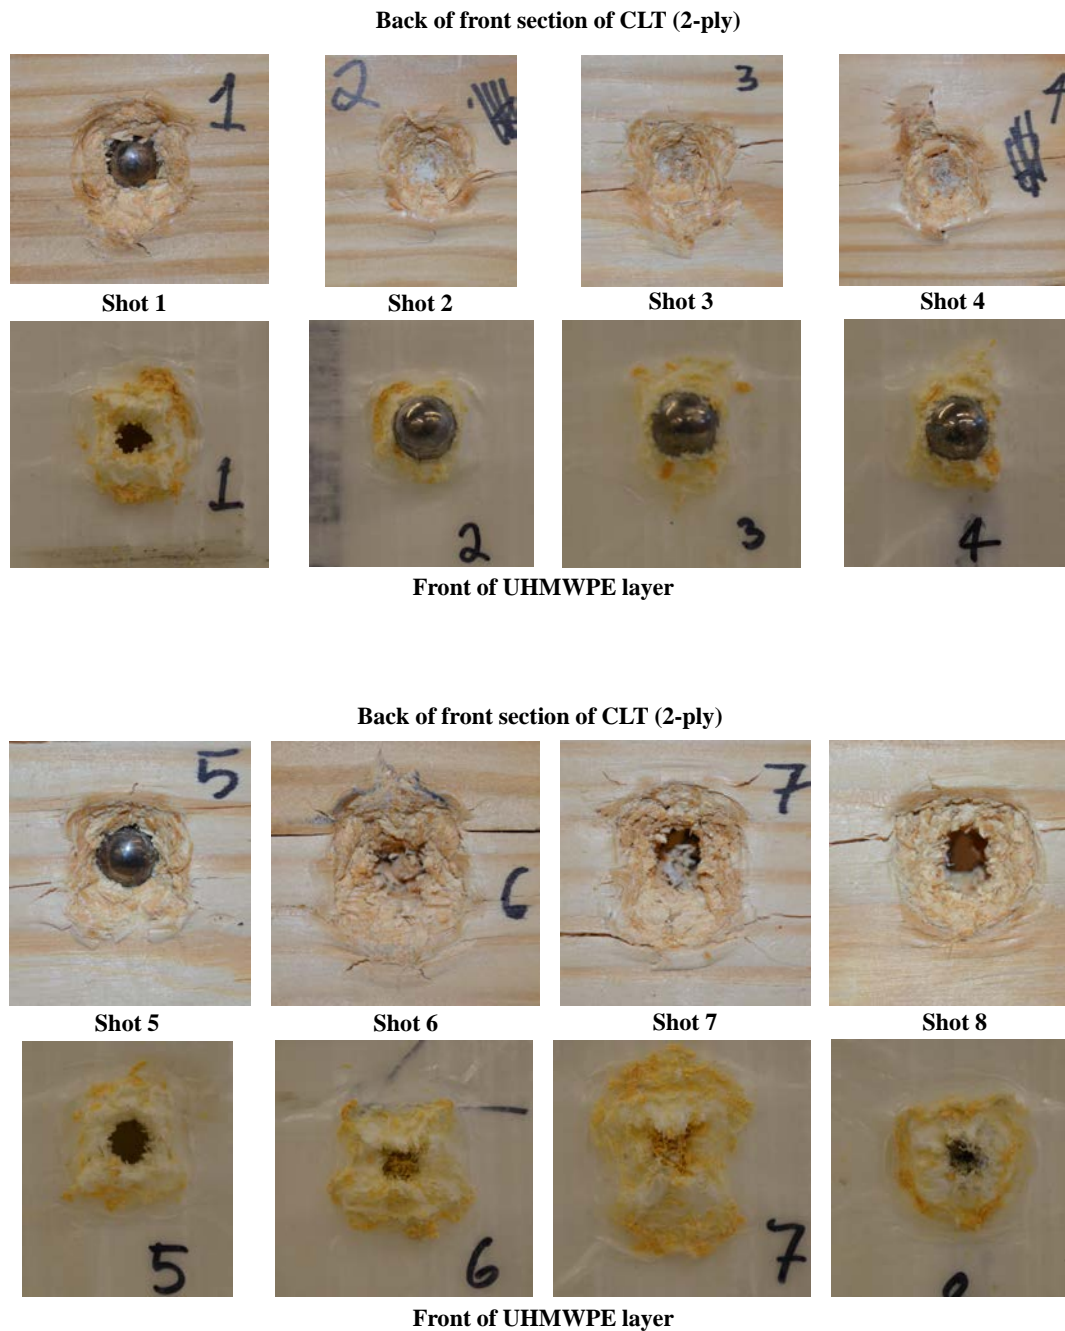 Back of front section of CLT (2-ply)
1 2 3 4
Shot 1 Shot 2 Shot 3 Shot 4
1 2 3 4
Front of UHMWPE layer
Back of front section of CLT (2-ply)
5 6 7
Shot 5 Shot 6 Shot 7 Shot 8
5 6 7
Front of UHMWPE layer